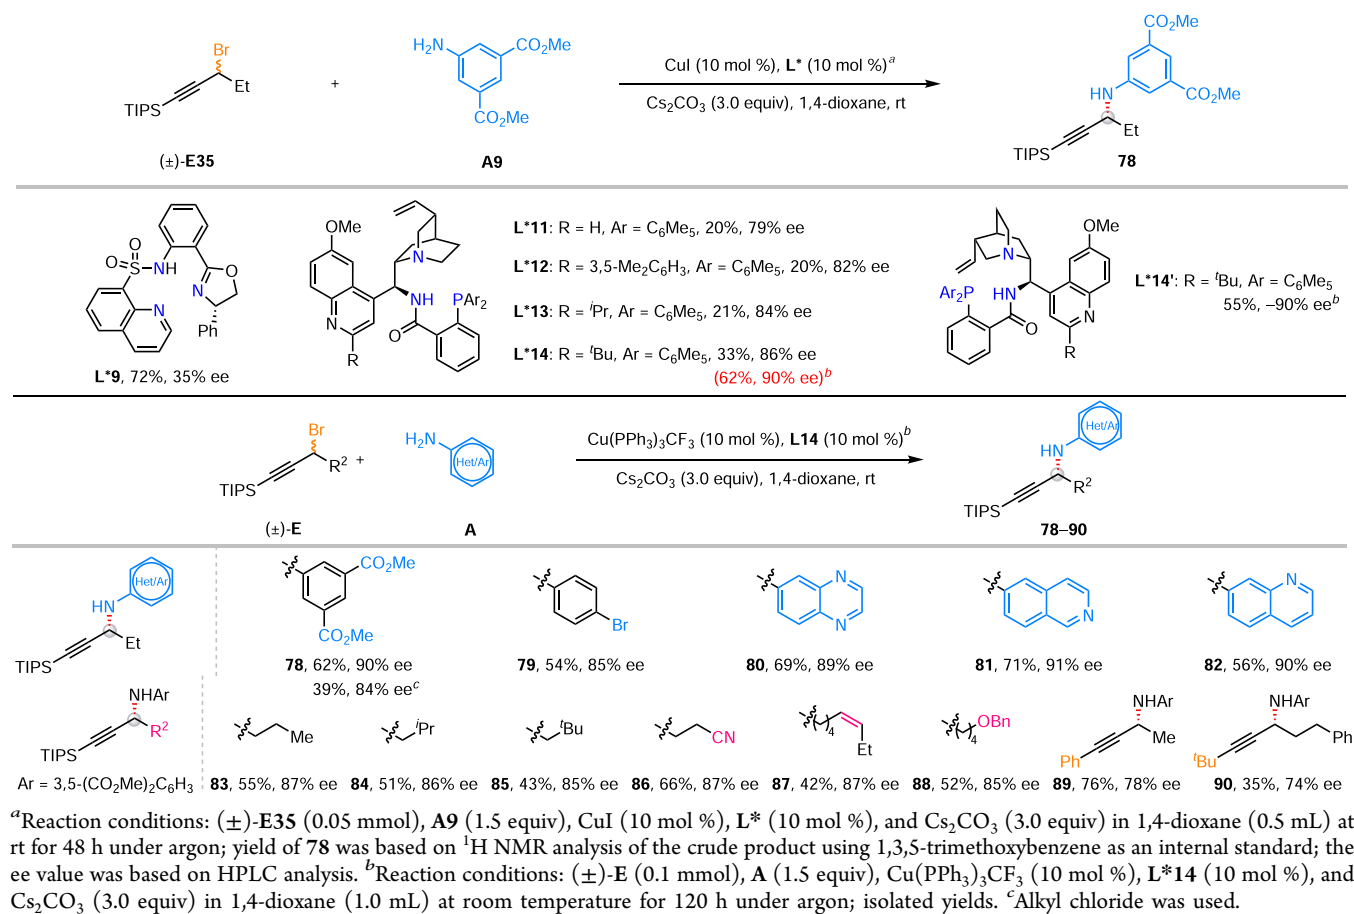 Br
Et
TIPS
(±)-E35
+
H₂N
CO₂Me
CO₂Me
A9
CuI (10 mol %), L* (10 mol %)ᵃ
Cs₂CO₃ (3.0 equiv), 1,4-dioxane, rt
CO₂Me
HN
CO₂Me
Et
TIPS
78
O
O
S
NH
N
O
N
Ph
L*9, 72%, 35% ee
OMe
N
N
NH
PAr₂
O
R
L*11: R = H, Ar = C₆Me₅, 20%, 79% ee
L*12: R = 3,5-Me₂C₆H₃, Ar = C₆Me₅, 20%, 82% ee
L*13: R = ⁱPr, Ar = C₆Me₅, 21%, 84% ee
L*14: R = ᵗBu, Ar = C₆Me₅, 33%, 86% ee
(62%, 90% ee)ᵇ
N
OMe
Ar₂P
HN
O
N
R
L*14': R = ᵗBu, Ar = C₆Me₅
55%, –90% eeᵇ
Br
R²
TIPS
(±)-E
+
H₂N
Het/Ar
A
Cu(PPh₃)₃CF₃ (10 mol %), L14 (10 mol %)ᵇ
Cs₂CO₃ (3.0 equiv), 1,4-dioxane, rt
Het/Ar
HN
R²
TIPS
78–90
Het/Ar
HN
Et
TIPS
CO₂Me
CO₂Me
78, 62%, 90% ee
39%, 84% eeᶜ
Br
79, 54%, 85% ee
N
N
80, 69%, 89% ee
N
81, 71%, 91% ee
N
82, 56%, 90% ee
NHAr
R²
TIPS
Ar = 3,5-(CO₂Me)₂C₆H₃
Me
83, 55%, 87% ee
ⁱPr
84, 51%, 86% ee
ᵗBu
85, 43%, 85% ee
CN
86, 66%, 87% ee
4
Et
87, 42%, 87% ee
4
OBn
88, 52%, 85% ee
NHAr
Me
Ph
89, 76%, 78% ee
NHAr
Ph
ᵗBu
90, 35%, 74% ee
ᵃReaction conditions: (±)-E35 (0.05 mmol), A9 (1.5 equiv), CuI (10 mol %), L* (10 mol %), and Cs₂CO₃ (3.0 equiv) in 1,4-dioxane (0.5 mL) at
rt for 48 h under argon; yield of 78 was based on ¹H NMR analysis of the crude product using 1,3,5-trimethoxybenzene as an internal standard; the
ee value was based on HPLC analysis. ᵇReaction conditions: (±)-E (0.1 mmol), A (1.5 equiv), Cu(PPh₃)₃CF₃ (10 mol %), L*14 (10 mol %), and
Cs₂CO₃ (3.0 equiv) in 1,4-dioxane (1.0 mL) at room temperature for 120 h under argon; isolated yields. ᶜAlkyl chloride was used.